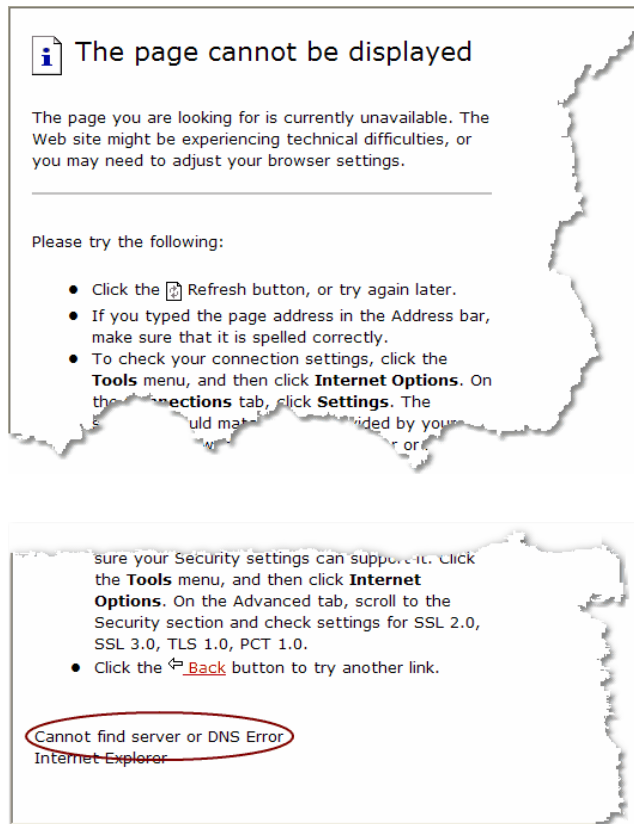 The page cannot be displayed
The page you are looking for is currently unavailable. The
Web site might be experiencing technical difficulties, or
you may need to adjust your browser settings.
Please try the following:
● Click the Refresh button, or try again later.
● If you typed the page address in the Address bar,
make sure that it is spelled correctly.
● To check your connection settings, click the
Tools menu, and then click Internet Options. On
the tab, click Settings. The
by
sure your Security settings can support it. Click
the Tools menu, and then click Internet
Options. On the Advanced tab, scroll to the
Security section and check settings for SSL 2.0,
SSL 3.0, TLS 1.0, PCT 1.0.
● Click the Back button to try another link.
Cannot find server or DNS Error
Internet Explorer